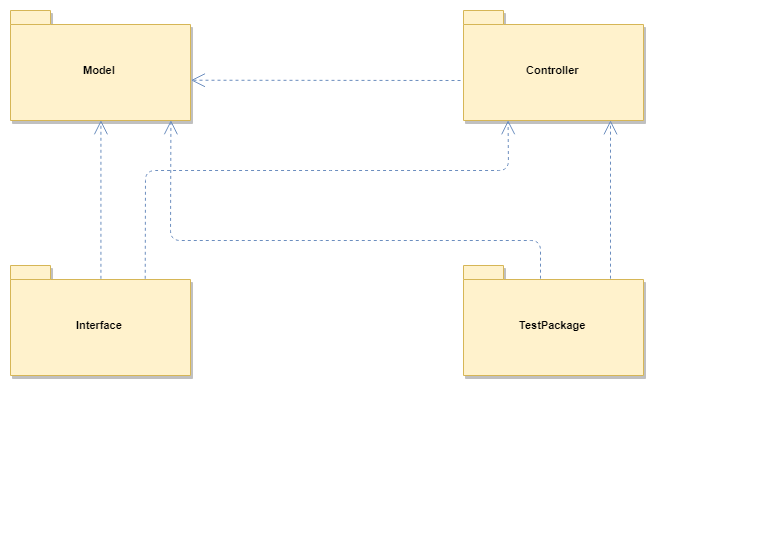 Model
Controller
Interface
TestPackage